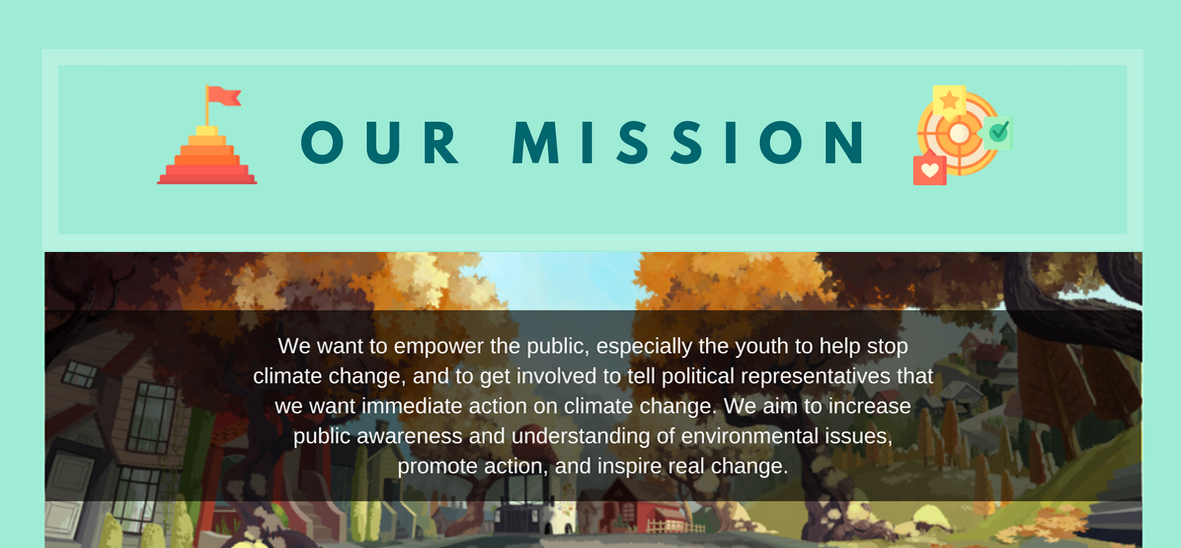 OUR MISSION
We want to empower the public, especially the youth to help stop
climate change, and to get involved to tell political representatives that
we want immediate action on climate change. We aim to increase
public awareness and understanding of environmental issues,
promote action, and inspire real change.